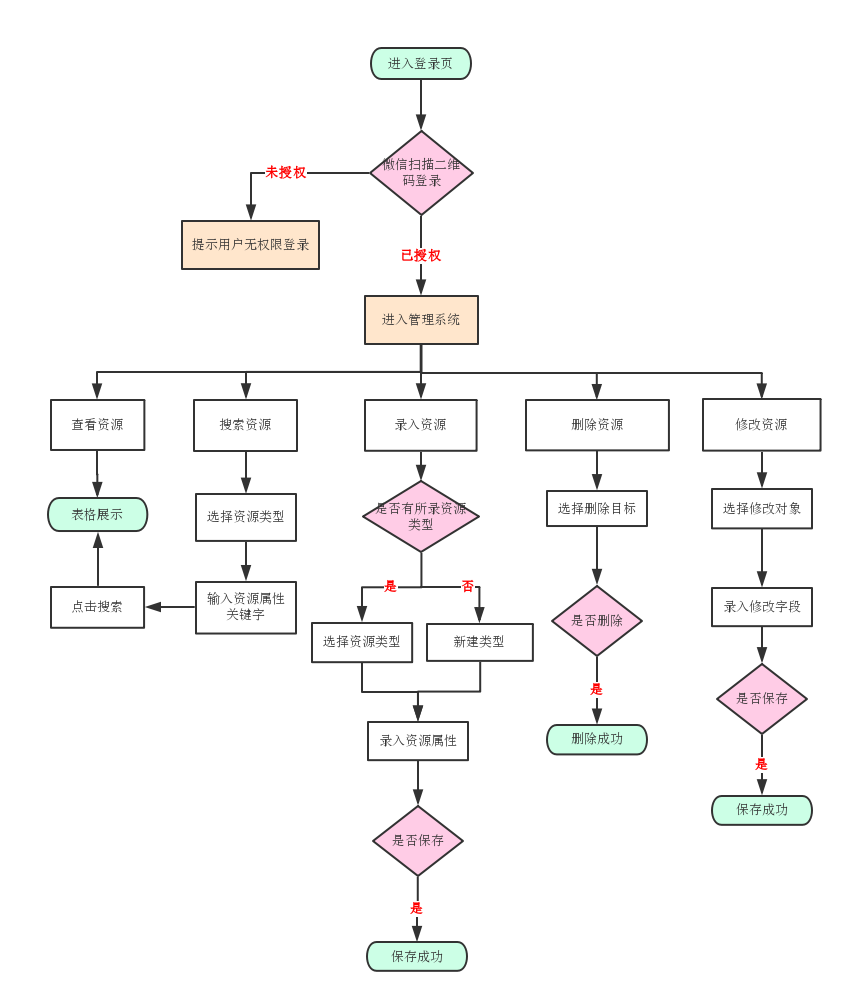 进入登录页
微信扫描二维
码登录
未授权
提示用户无权限登录
已授权
进入管理系统
查看资源
搜索资源
录入资源
删除资源
修改资源
表格展示
选择资源类型
是否有所录资源
类型
选择删除目标
选择修改对象
点击搜索
输入资源属性
关键字
是
否
选择资源类型
新建类型
是否删除
录入修改字段
是
是否保存
录入资源属性
删除成功
是
是否保存
保存成功
是
保存成功